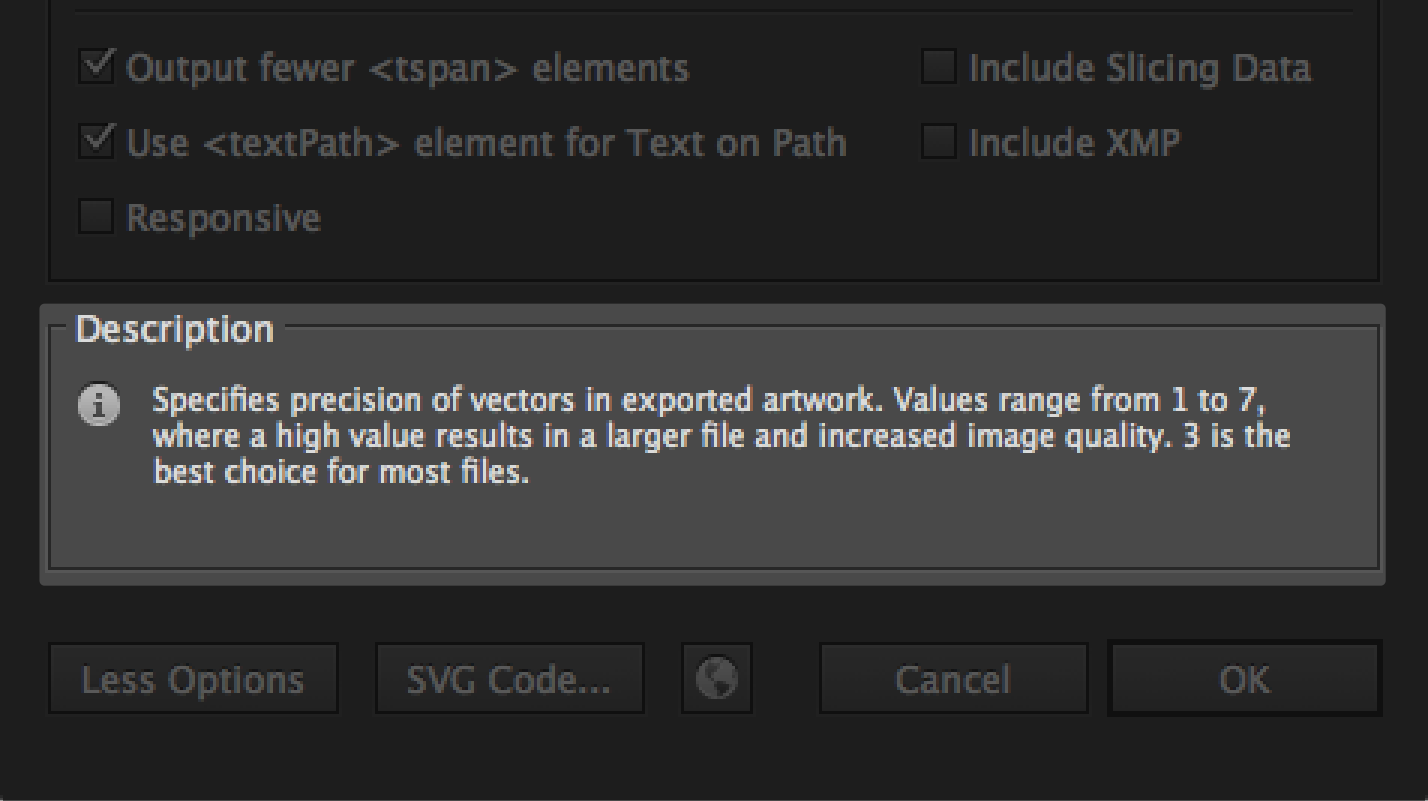 Output fewer <tspan> elements
Include Slicing Data
Use <textPath> element for Text on Path
Include XMP
Responsive
Description
Specifies precision of vectors in exported artwork. Values range from 1 to 7,
where a high value results in a larger file and increased image quality. 3 is the
best choice for most files.
Less Options
SVG Code...
Cancel
OK